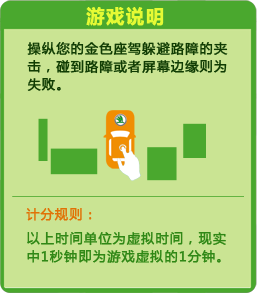 游戏说明
操纵您的金色座驾躲避路障的夹
击，碰到路障或者屏幕边缘则为
失败。
计分规则：
以上时间单位为虚拟时间，现实
中1秒钟即为游戏虚拟的1分钟。